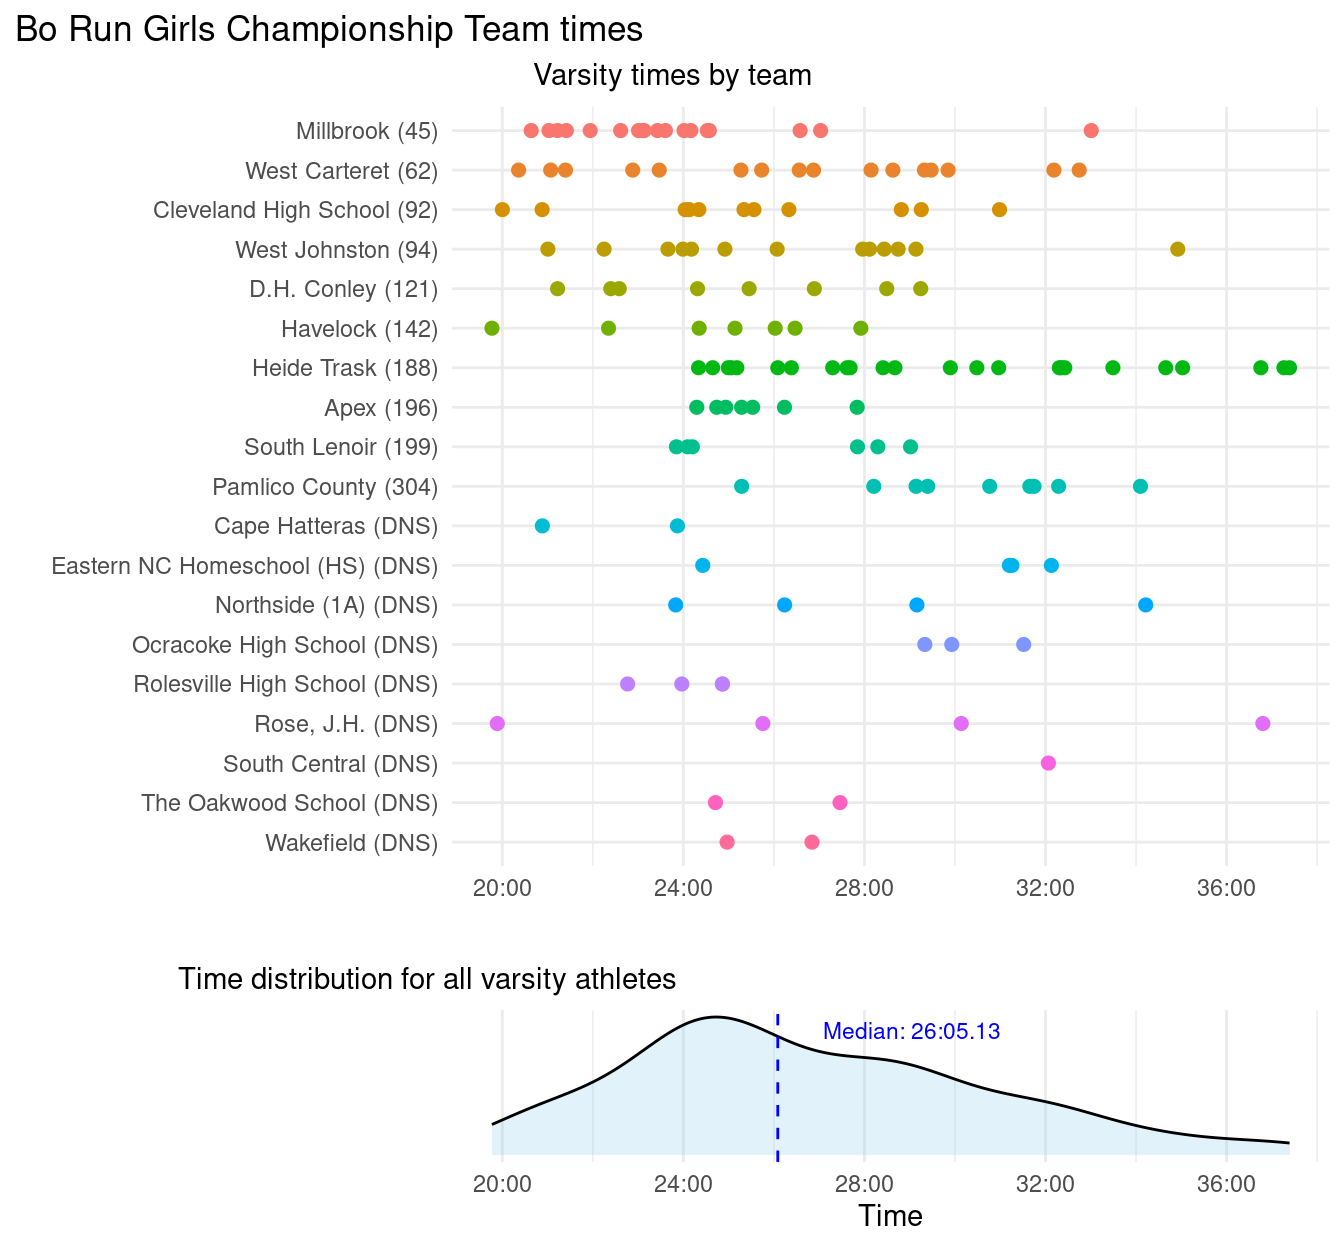 Bo Run Girls Championship Team times
Varsity times by team
Millbrook (45)
West Carteret (62)
Cleveland High School (92)
West Johnston (94)
D.H. Conley (121)
Havelock (142)
Heide Trask (188)
Apex (196)
South Lenoir (199)
Pamlico County (304)
Cape Hatteras (DNS)
Eastern NC Homeschool (HS) (DNS)
Northside (1A) (DNS)
Ocracoke High School (DNS)
Rolesville High School (DNS)
Rose, J.H. (DNS)
South Central (DNS)
The Oakwood School (DNS)
Wakefield (DNS)
20:00 24:00 28:00 32:00 36:00
Time distribution for all varsity athletes
Median: 26:05.13
20:00 24:00 28:00 32:00 36:00
Time